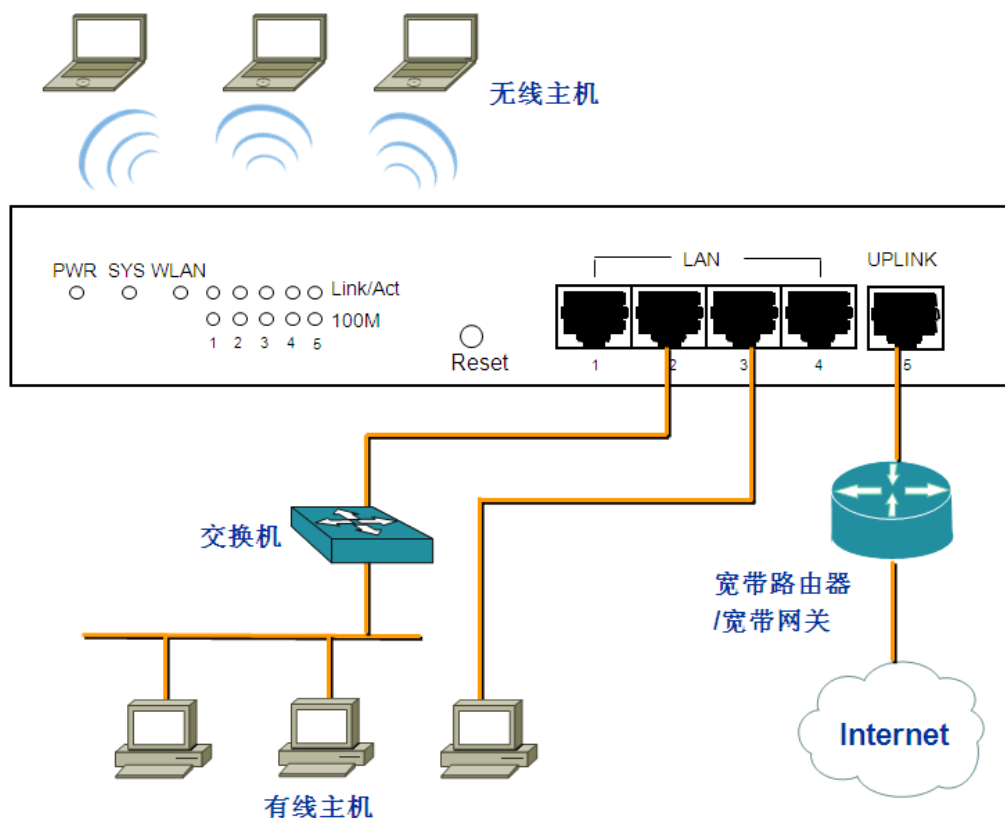 无线主机
PWR SYS WLAN
Link/Act
100M
1 2 3 4 5
Reset
LAN
UPLINK
1 2 3 4 5
交换机
宽带路由器
/宽带网关
Internet
有线主机